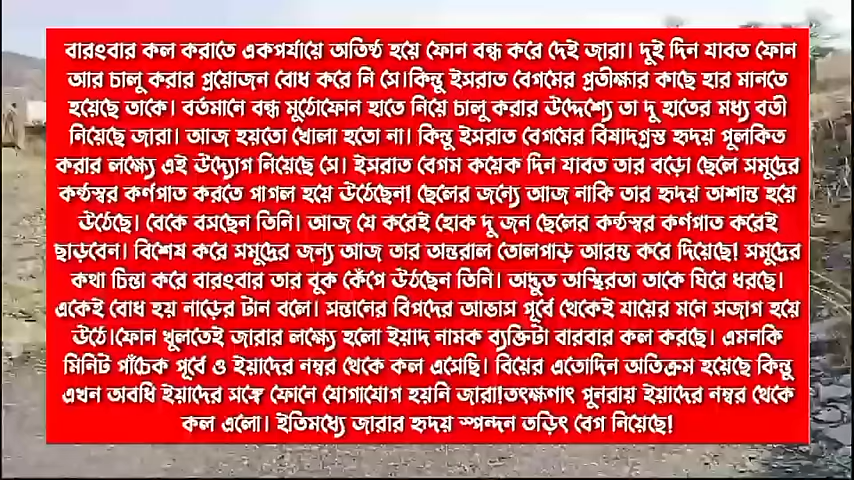 বারংবার কল করাতে একপর্যায়ে অতিষ্ঠ হয়ে ফোন বন্ধ করে দেই জারা। দুই দিন যাবত ফোন
আর চালু করার প্রয়োজন বোধ করে নি সে।কিন্তু ইসরাত বেগমের প্রতীক্ষার কাছে হার মানতে
হয়েছে তাকে। বর্তমানে বন্ধ মুঠোফোন হাতে নিয়ে চালু করার উদ্দেশ্যে তা দু হাতের মধ্য বর্তী
নিয়েছে জারা। আজ হয়তো খোলা হতো না। কিন্তু ইসরাত বেগমের বিষাদগ্রস্ত হৃদয় পুলকিত
করার লক্ষ্যে এই উদ্যোগ নিয়েছে সে। ইসরাত বেগম কয়েক দিন যাবত তার বড়ো ছেলে সমুদ্রের
কন্ঠস্বর কর্ণপাত করতে পাগল হয়ে উঠেছেন! ছেলের জন্যে আজ নাকি তার হৃদয় অশান্ত হয়ে
উঠেছে। বেকে বসছেন তিনি। আজ যে করেই হোক দু জন ছেলের কন্ঠস্বর কর্ণপাত করেই
ছাড়বেন। বিশেষ করে সমুদ্রের জন্য আজ তার অন্তরাল তোলপাড় আরম্ভ করে দিয়েছে! সমুদ্রের
কথা চিন্তা করে বারংবার তার বুক কেঁপে উঠছেন তিনি। অদ্ভুত অস্থিরতা তাকে ঘিরে ধরছে।
একেই বোধ হয় নাড়ের টান বলে। সন্তানের বিপদের আভাস পূর্বে থেকেই মায়ের মনে সজাগ হয়ে
উঠে।ফোন খুলতেই জারার লক্ষ্যে হলো ইয়াদ নামক ব্যক্তিটা বারবার কল করছে। এমনকি
মিনিট পাঁচেক পূর্বে ও ইয়াদের নম্বর থেকে কল এসেছি। বিয়ের এতোদিন অতিক্রম হয়েছে কিন্তু
এখন অবধি ইয়াদের সঙ্গে ফোনে যোগাযোগ হয়নি জারা!তৎক্ষণাৎ পুনরায় ইয়াদের নম্বর থেকে
কল এলো। ইতিমধ্যে জারার হৃদয় স্পন্দন তড়িৎ বেগ নিয়েছে!